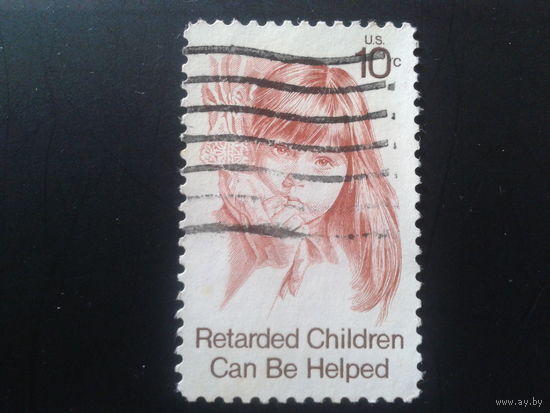 U.S.
10c
Retarded Children
Can Be Helped
www.ay.by